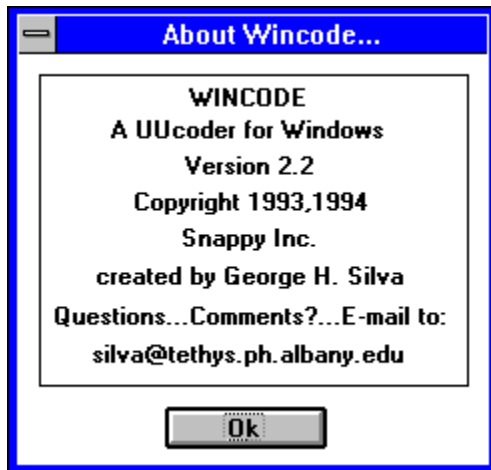 About Wincode...
WINCODE
A UUcoder for Windows
Version 2.2
Copyright 1993,1994
Snappy Inc.
created by George H. Silva
Questions...Comments?...E-mail to:
silva@tethys.ph.albany.edu
Ok